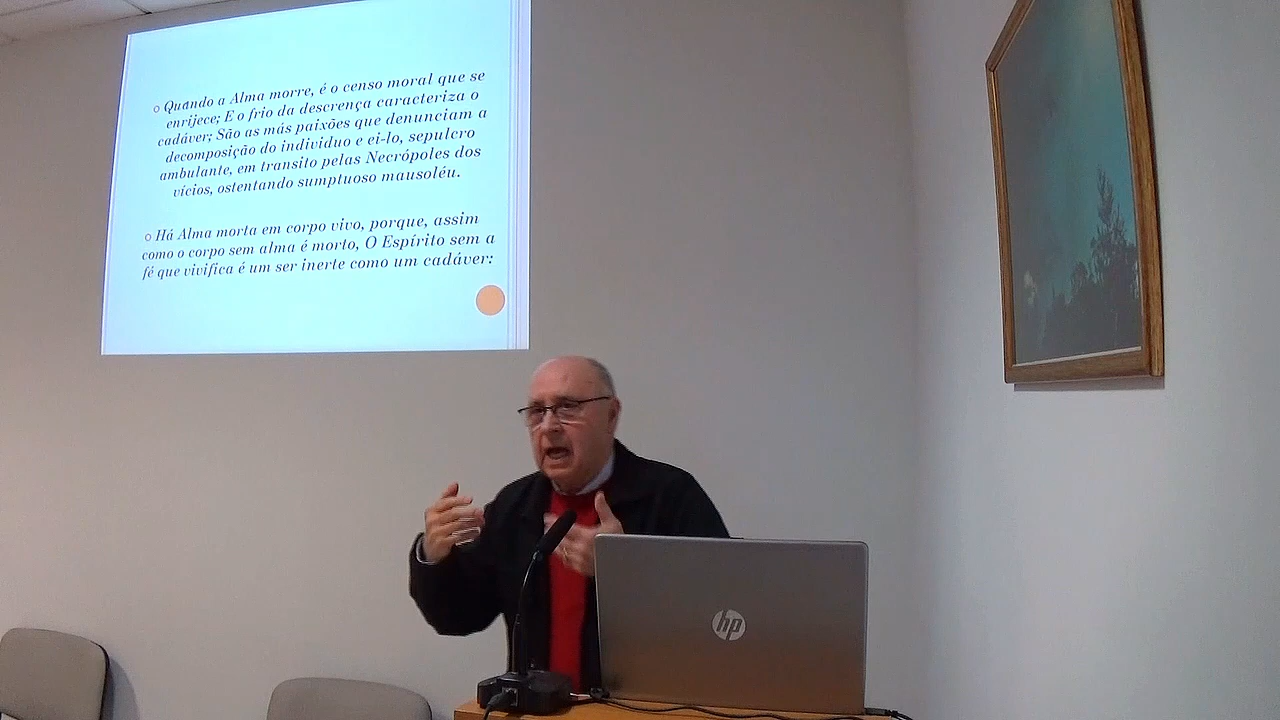 Quando a Alma morre, é o censo moral que se
enrijece; E o frio da descrença caracteriza o
cadáver; São as más paixões que denunciam a
decomposição do individuo e ei-lo, sepulcro
ambulante, em transito pelas Necrópoles dos
vícios, ostentando sumptuoso mausoléu.
Há Alma morta em corpo vivo, porque, assim
como o corpo sem alma é morto, O Espírito sem a
fé que vivifica é um ser inerte como um cadáver:
hp